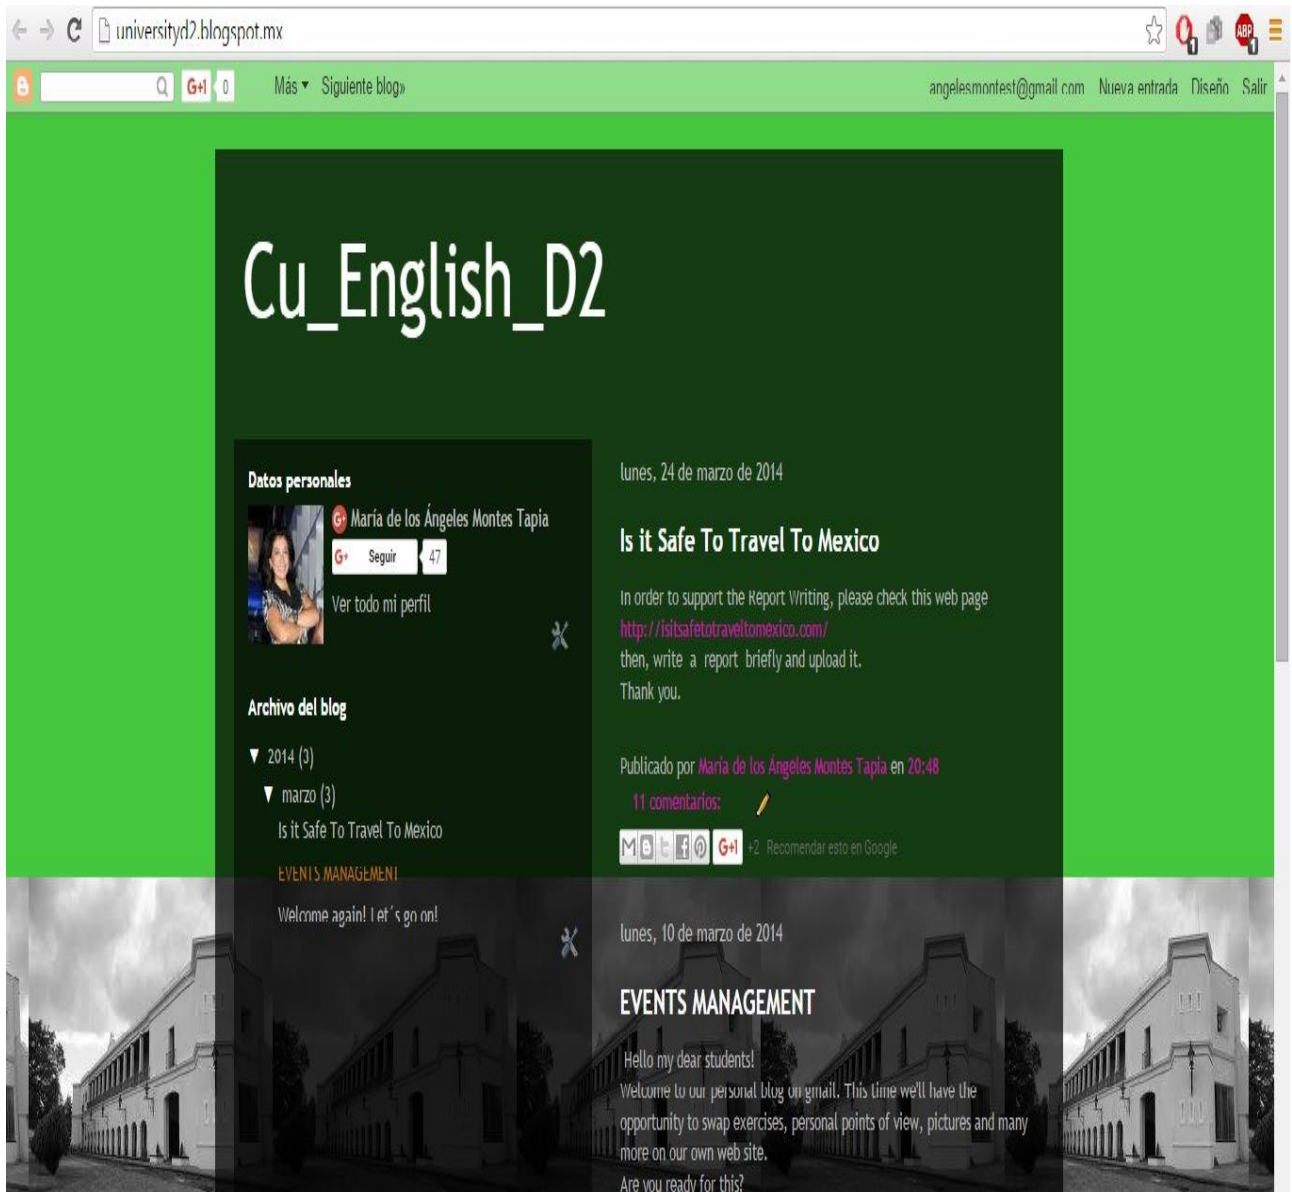 universityd2.blogspot.mx
ABP
1
1
G+1 0 Más Siguiente blog»
angelesmontest@gmail.com Nueva entrada Diseño Salir
Cu_English_D2
Datos personales
G+ María de los Ángeles Montes Tapia
G+ Seguir 47
Ver todo mi perfil
Archivo del blog
▼ 2014 (3)
▼ marzo (3)
Is it Safe To Travel To Mexico
EVENTS MANAGEMENT
Welcome again! Let´s go on!
lunes, 24 de marzo de 2014
Is it Safe To Travel To Mexico
In order to support the Report Writing, please check this web page
http://isitsafetotraveltomexico.com/
then, write a report briefly and upload it.
Thank you.
Publicado por María de los Ángeles Montes Tapia en 20:48
11 comentarios:
G+1 +2 Recomendar esto en Google
lunes, 10 de marzo de 2014
EVENTS MANAGEMENT
Hello my dear students!
Welcome to our personal blog on gmail. This time we'll have the
opportunity to swap exercises, personal points of view, pictures and many
more on our own web site.
Are you ready for this?